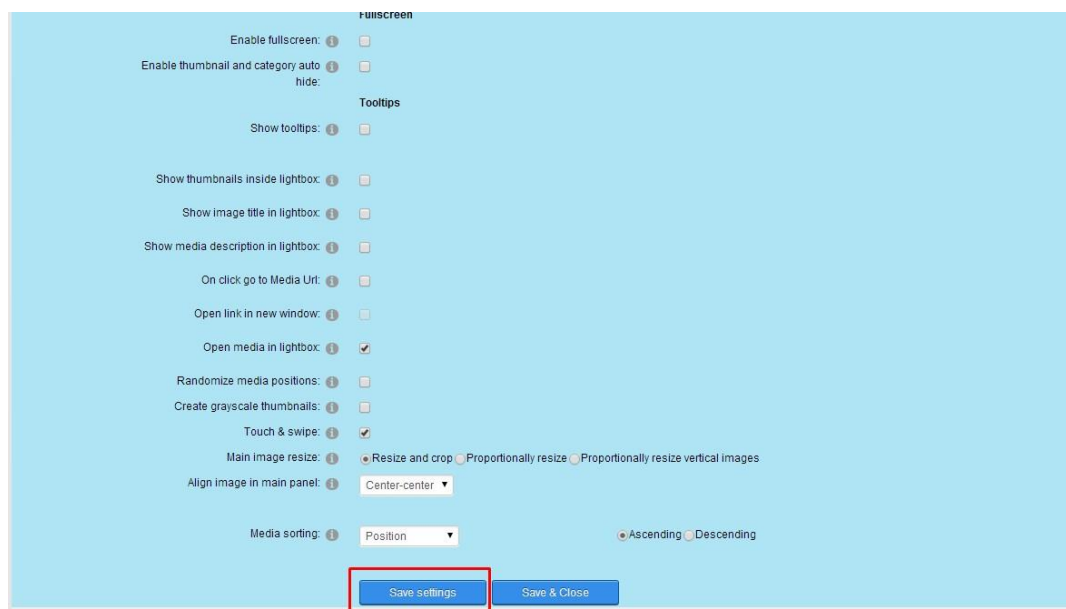 Fullscreen
Enable fullscreen:
Enable thumbnail and category auto
hide:
Tooltips
Show tooltips:
Show thumbnails inside lightbox:
Show image title in lightbox:
Show media description in lightbox:
On click go to Media Url:
Open link in new window:
Open media in lightbox:
Randomize media positions:
Create grayscale thumbnails:
Touch & swipe:
Main image resize: Resize and crop Proportionally resize Proportionally resize vertical images
Align image in main panel: Center-center
Media sorting: Position Ascending Descending
Save settings Save & Close